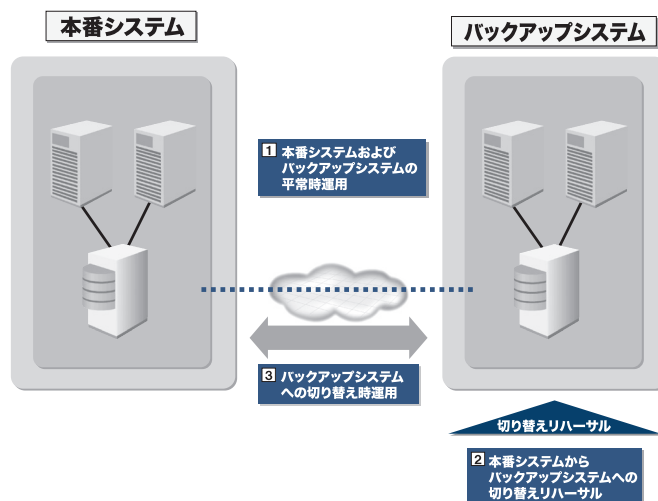 本番システム
バックアップシステム
1 本番システムおよび
バックアップシステムの
平常時運用
3 バックアップシステム
への切り替え時運用
切り替えリハーサル
2 本番システムから
バックアップシステムへの
切り替えリハーサル